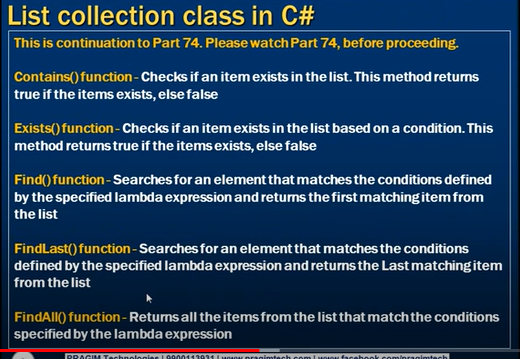 List collection class in C#
This is continuation to Part 74. Please watch Part 74, before proceeding.
Contains() function - Checks if an item exists in the list. This method returns
true if the items exists, else false
Exists() function - Checks if an item exists in the list based on a condition. This
method returns true if the items exists, else false
Find() function - Searches for an element that matches the conditions defined
by the specified lambda expression and returns the first matching item from
the list
FindLast() function - Searches for an element that matches the conditions
defined by the specified lambda expression and returns the Last matching item
from the list
FindAll() function - Returns all the items from the list that match the conditions
specified by the lambda expression
PRAGIM Technologies | 9900113931 | www.pragimtech.com | www.facebook.com/pragimtech